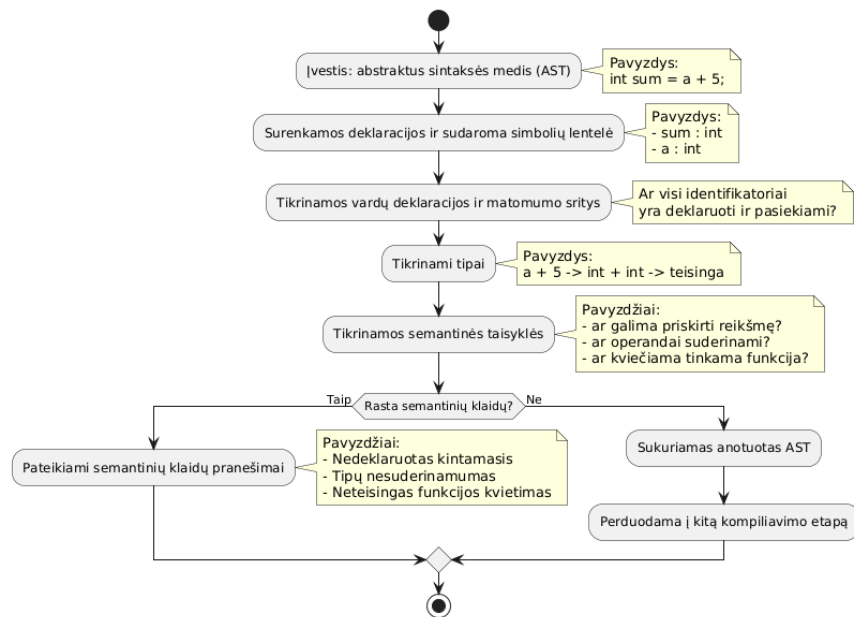 Įvestis: abstraktus sintaksės medis (AST)
Pavyzdys:
int sum = a + 5;
Surenkamos deklaracijos ir sudaroma simbolių lentelė
Pavyzdys:
- sum : int
- a : int
Tikrinamos vardų deklaracijos ir matomumo sritys
Ar visi identifikatoriai
yra deklaruoti ir pasiekiami?
Tikrinami tipai
Pavyzdys:
a + 5 -> int + int -> teisinga
Tikrinamos semantinės taisyklės
Pavyzdžiai:
- ar galima priskirti reikšmę?
- ar operandai suderinami?
- ar kviečiama tinkama funkcija?
Rasta semantinių klaidų?
Taip
Ne
Pateikiami semantinių klaidų pranešimai
Pavyzdžiai:
- Nedeklaruotas kintamasis
- Tipų nesuderinamumas
- Neteisingas funkcijos kvietimas
Sukuriamas anotuotas AST
Perduodama į kitą kompiliavimo etapą